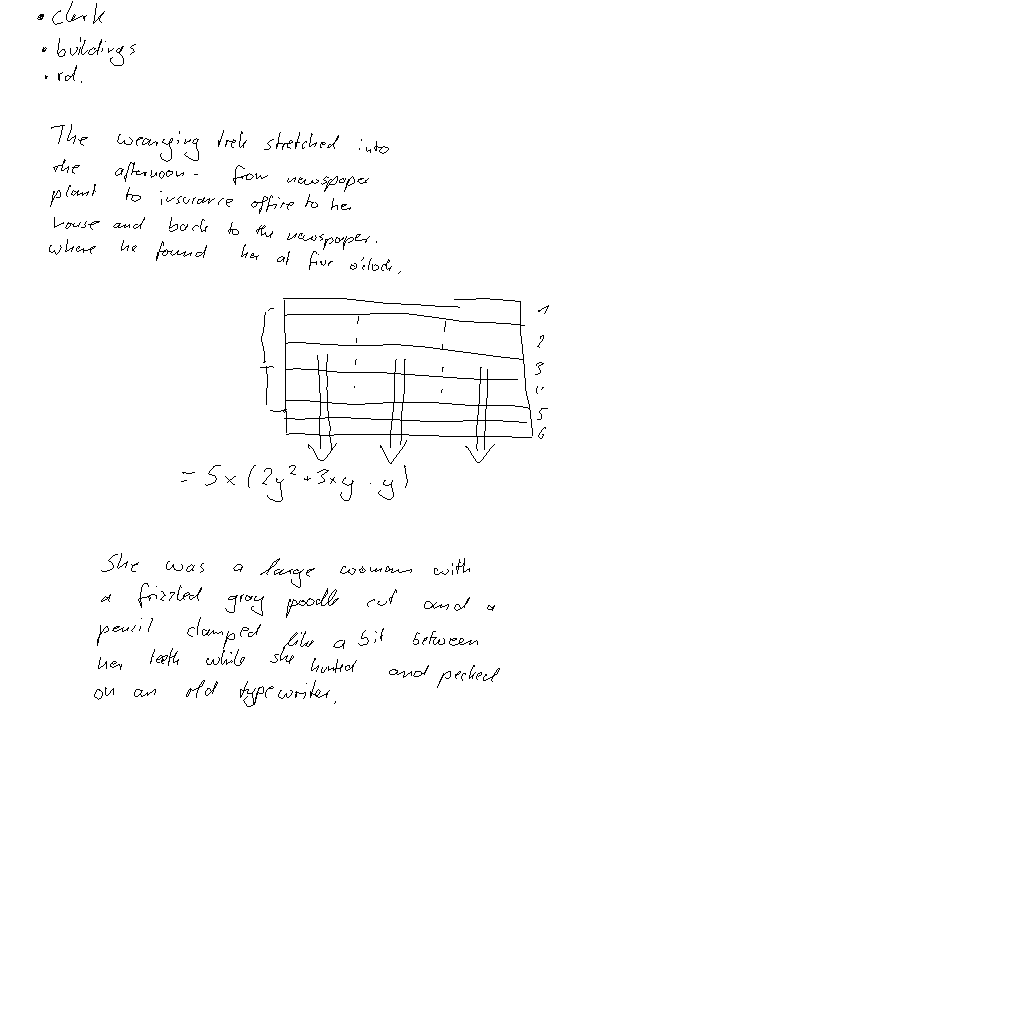 • clerk
• buildings
• rd.
The wearying trek stretched into
the afternoon - from newspaper
plant to insurance office to her
house and back to the newspaper.
where he found her at five o'clock.
1
2
3
4
5
6
= 5x (2y² + 3xy · y)
She was a large woman with
a frizzled gray poodle cut and a
pencil clamped like a bit between
her teeth while she hunted and pecked
on an old typewriter.